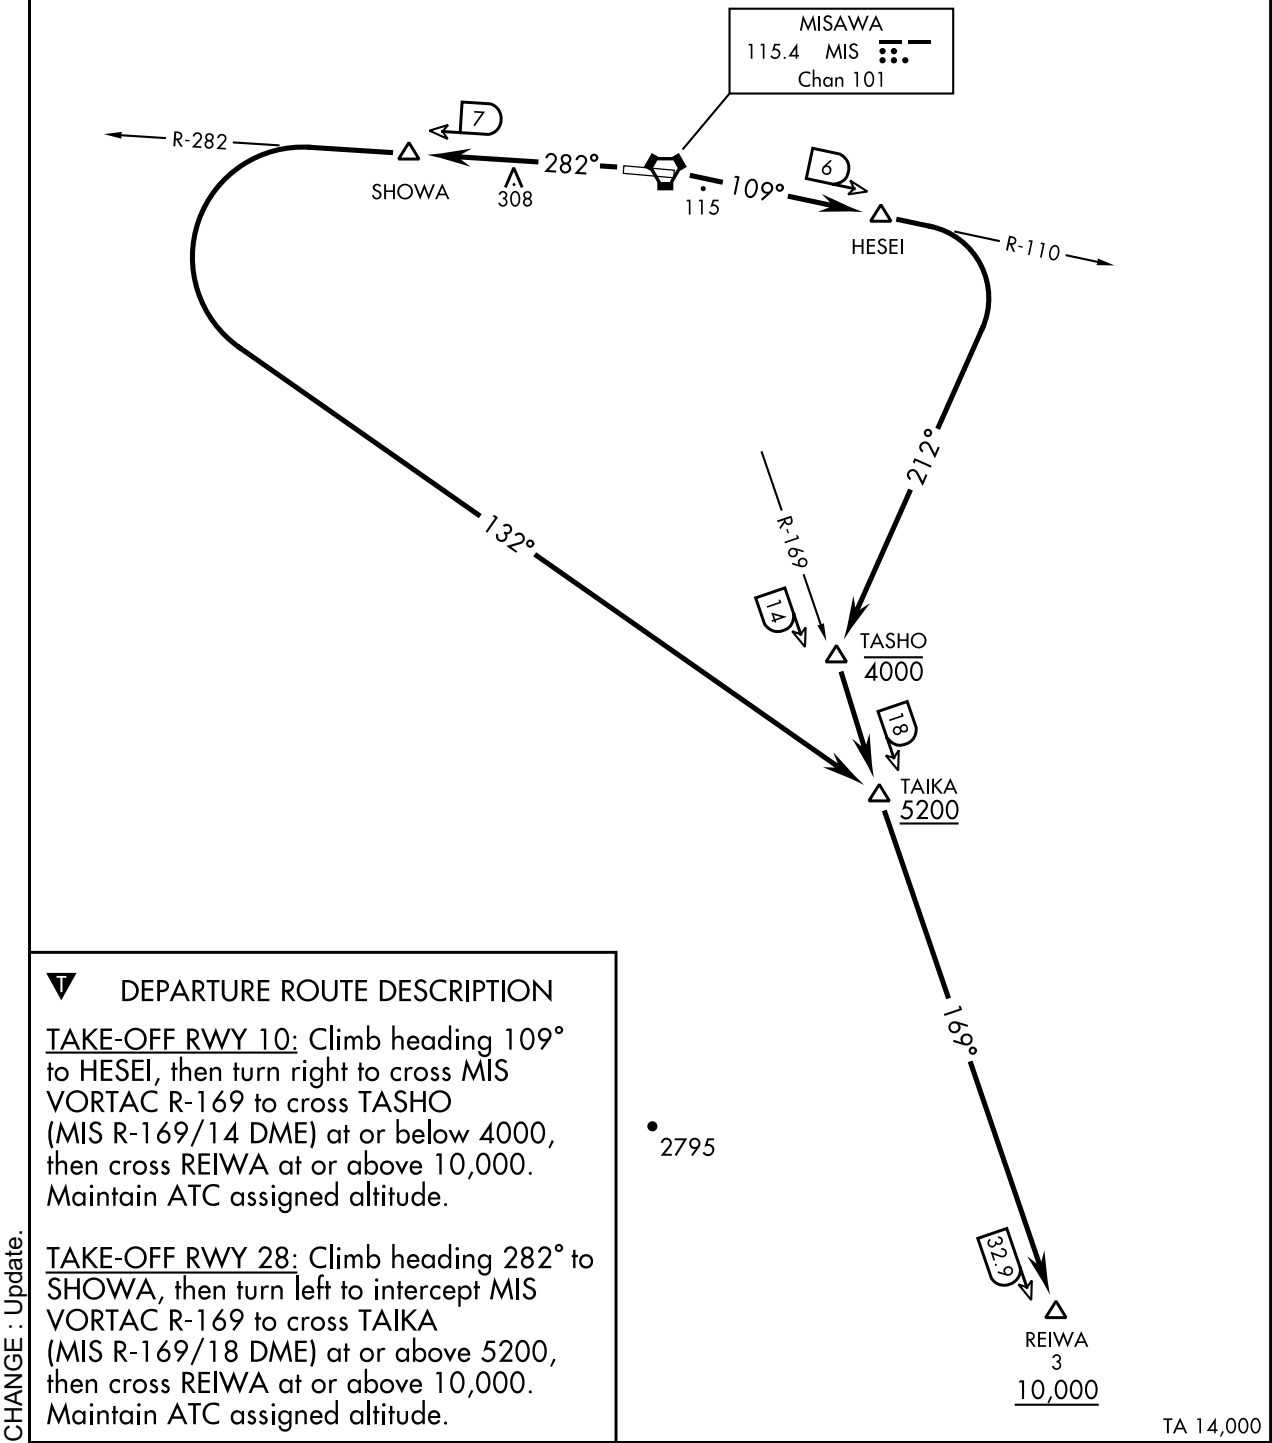 MISAWA
115.4 MIS
Chan 101
7
R-282
282°
SHOWA
308
115
109°
6
HESEI
R-110
212°
132°
R-169
14
TASHO
4000
18
TAIKA
5200
169°
T DEPARTURE ROUTE DESCRIPTION
TAKE-OFF RWY 10: Climb heading 109°
to HESEI, then turn right to cross MIS
VORTAC R-169 to cross TASHO
(MIS R-169/14 DME) at or below 4000,
then cross REIWA at or above 10,000.
Maintain ATC assigned altitude.
TAKE-OFF RWY 28: Climb heading 282° to
SHOWA, then turn left to intercept MIS
VORTAC R-169 to cross TAIKA
(MIS R-169/18 DME) at or above 5200,
then cross REIWA at or above 10,000.
Maintain ATC assigned altitude.
2795
32.9
REIWA
3
10,000
TA 14,000
CHANGE : Update.